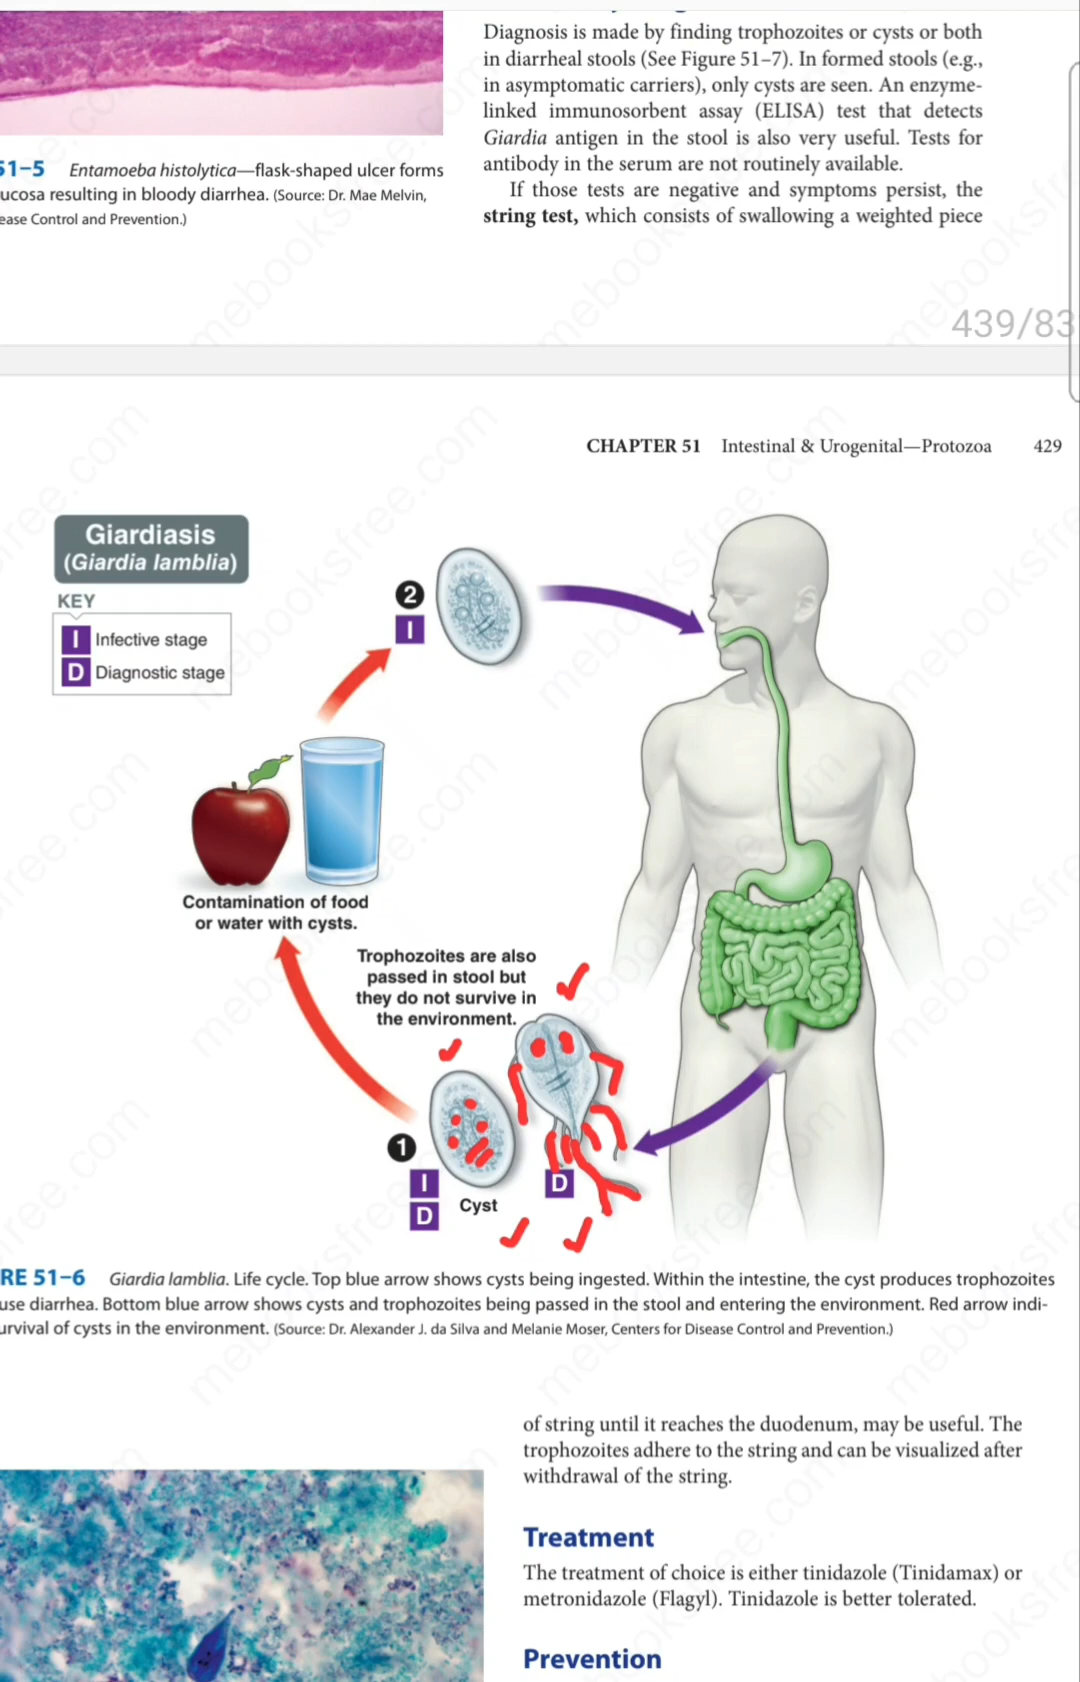 Diagnosis is made by finding trophozoites or cysts or both
in diarrheal stools (See Figure 51–7). In formed stools (e.g.,
in asymptomatic carriers), only cysts are seen. An enzyme-
linked immunosorbent assay (ELISA) test that detects
Giardia antigen in the stool is also very useful. Tests for
antibody in the serum are not routinely available.
If those tests are negative and symptoms persist, the
string test, which consists of swallowing a weighted piece
51–5 Entamoeba histolytica—flask-shaped ulcer forms
ucosa resulting in bloody diarrhea. (Source: Dr. Mae Melvin,
ease Control and Prevention.)
439/83
CHAPTER 51 Intestinal & Urogenital—Protozoa 429
Giardiasis
(Giardia lamblia)
KEY
I Infective stage
D Diagnostic stage
2
I
Contamination of food
or water with cysts.
Trophozoites are also
passed in stool but
they do not survive in
the environment.
1
I
D
Cyst
D
RE 51–6 Giardia lamblia. Life cycle. Top blue arrow shows cysts being ingested. Within the intestine, the cyst produces trophozoites
use diarrhea. Bottom blue arrow shows cysts and trophozoites being passed in the stool and entering the environment. Red arrow indi-
urvival of cysts in the environment. (Source: Dr. Alexander J. da Silva and Melanie Moser, Centers for Disease Control and Prevention.)
of string until it reaches the duodenum, may be useful. The
trophozoites adhere to the string and can be visualized after
withdrawal of the string.
Treatment
The treatment of choice is either tinidazole (Tinidamax) or
metronidazole (Flagyl). Tinidazole is better tolerated.
Prevention
mebooksfree.com